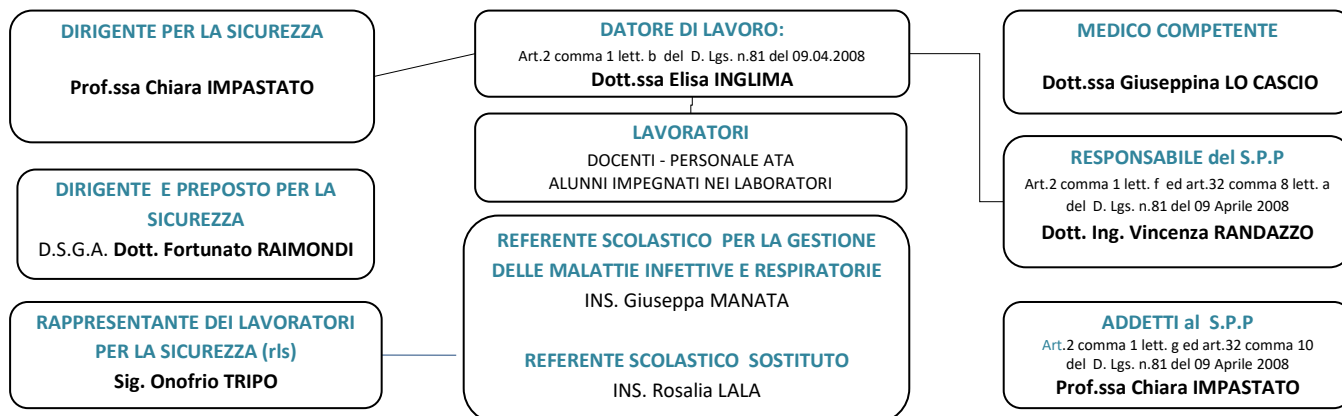 DIRIGENTE PER LA SICUREZZA
Prof.ssa Chiara IMPASTATO
DATORE DI LAVORO:
Art.2 comma 1 lett. b del D. Lgs. n.81 del 09.04.2008
Dott.ssa Elisa INGLIMA
MEDICO COMPETENTE
Dott.ssa Giuseppina LO CASCIO
LAVORATORI
DOCENTI - PERSONALE ATA
ALUNNI IMPEGNATI NEI LABORATORI
RESPONSABILE del S.P.P
Art.2 comma 1 lett. f ed art.32 comma 8 lett. a
del D. Lgs. n.81 del 09 Aprile 2008
Dott. Ing. Vincenza RANDAZZO
DIRIGENTE E PREPOSTO PER LA
SICUREZZA
D.S.G.A. Dott. Fortunato RAIMONDI
REFERENTE SCOLASTICO PER LA GESTIONE
DELLE MALATTIE INFETTIVE E RESPIRATORIE
INS. Giuseppa MANATA
REFERENTE SCOLASTICO SOSTITUTO
INS. Rosalia LALA
RAPPRESENTANTE DEI LAVORATORI
PER LA SICUREZZA (rls)
Sig. Onofrio TRIPO
ADDETTI al S.P.P
Art.2 comma 1 lett. g ed art.32 comma 10
del D. Lgs. n.81 del 09 Aprile 2008
Prof.ssa Chiara IMPASTATO